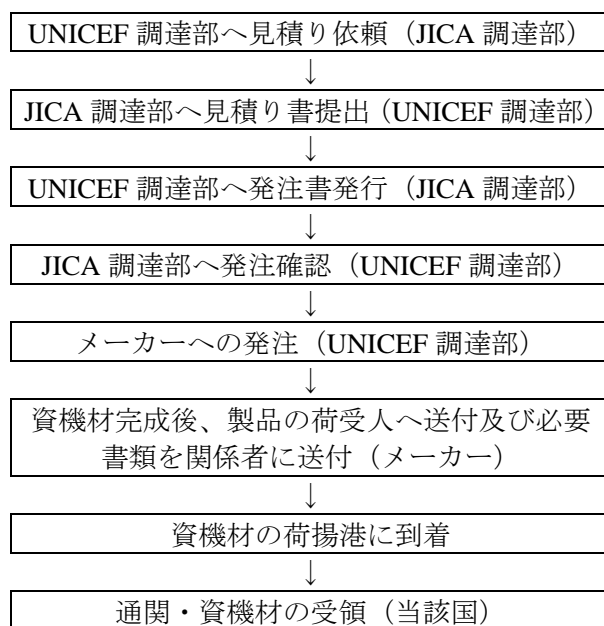 UNICEF 調達部へ見積り依頼（JICA 調達部）
↓
JICA 調達部へ見積り書提出（UNICEF 調達部）
↓
UNICEF 調達部へ発注書発行（JICA 調達部）
↓
JICA 調達部へ発注確認（UNICEF 調達部）
↓
メーカーへの発注（UNICEF 調達部）
↓
資機材完成後、製品の荷受人へ送付及び必要
書類を関係者に送付（メーカー）
↓
資機材の荷揚港に到着
↓
通関・資機材の受領（当該国）